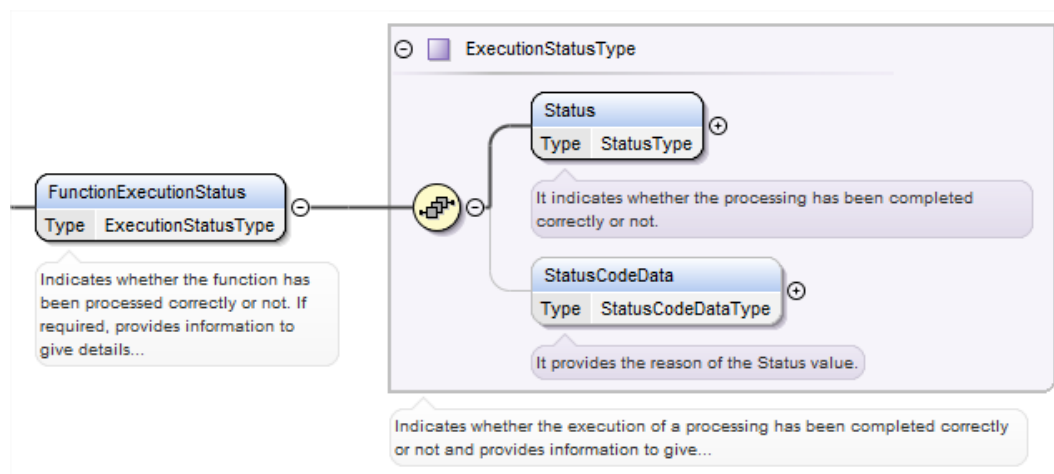 ExecutionStatusType
Status
Type StatusType
It indicates whether the processing has been completed
correctly or not.
FunctionExecutionStatus
Type ExecutionStatusType
Indicates whether the function has
been processed correctly or not. If
required, provides information to
give details...
StatusCodeData
Type StatusCodeDataType
It provides the reason of the Status value.
Indicates whether the execution of a processing has been completed correctly
or not and provides information to give...